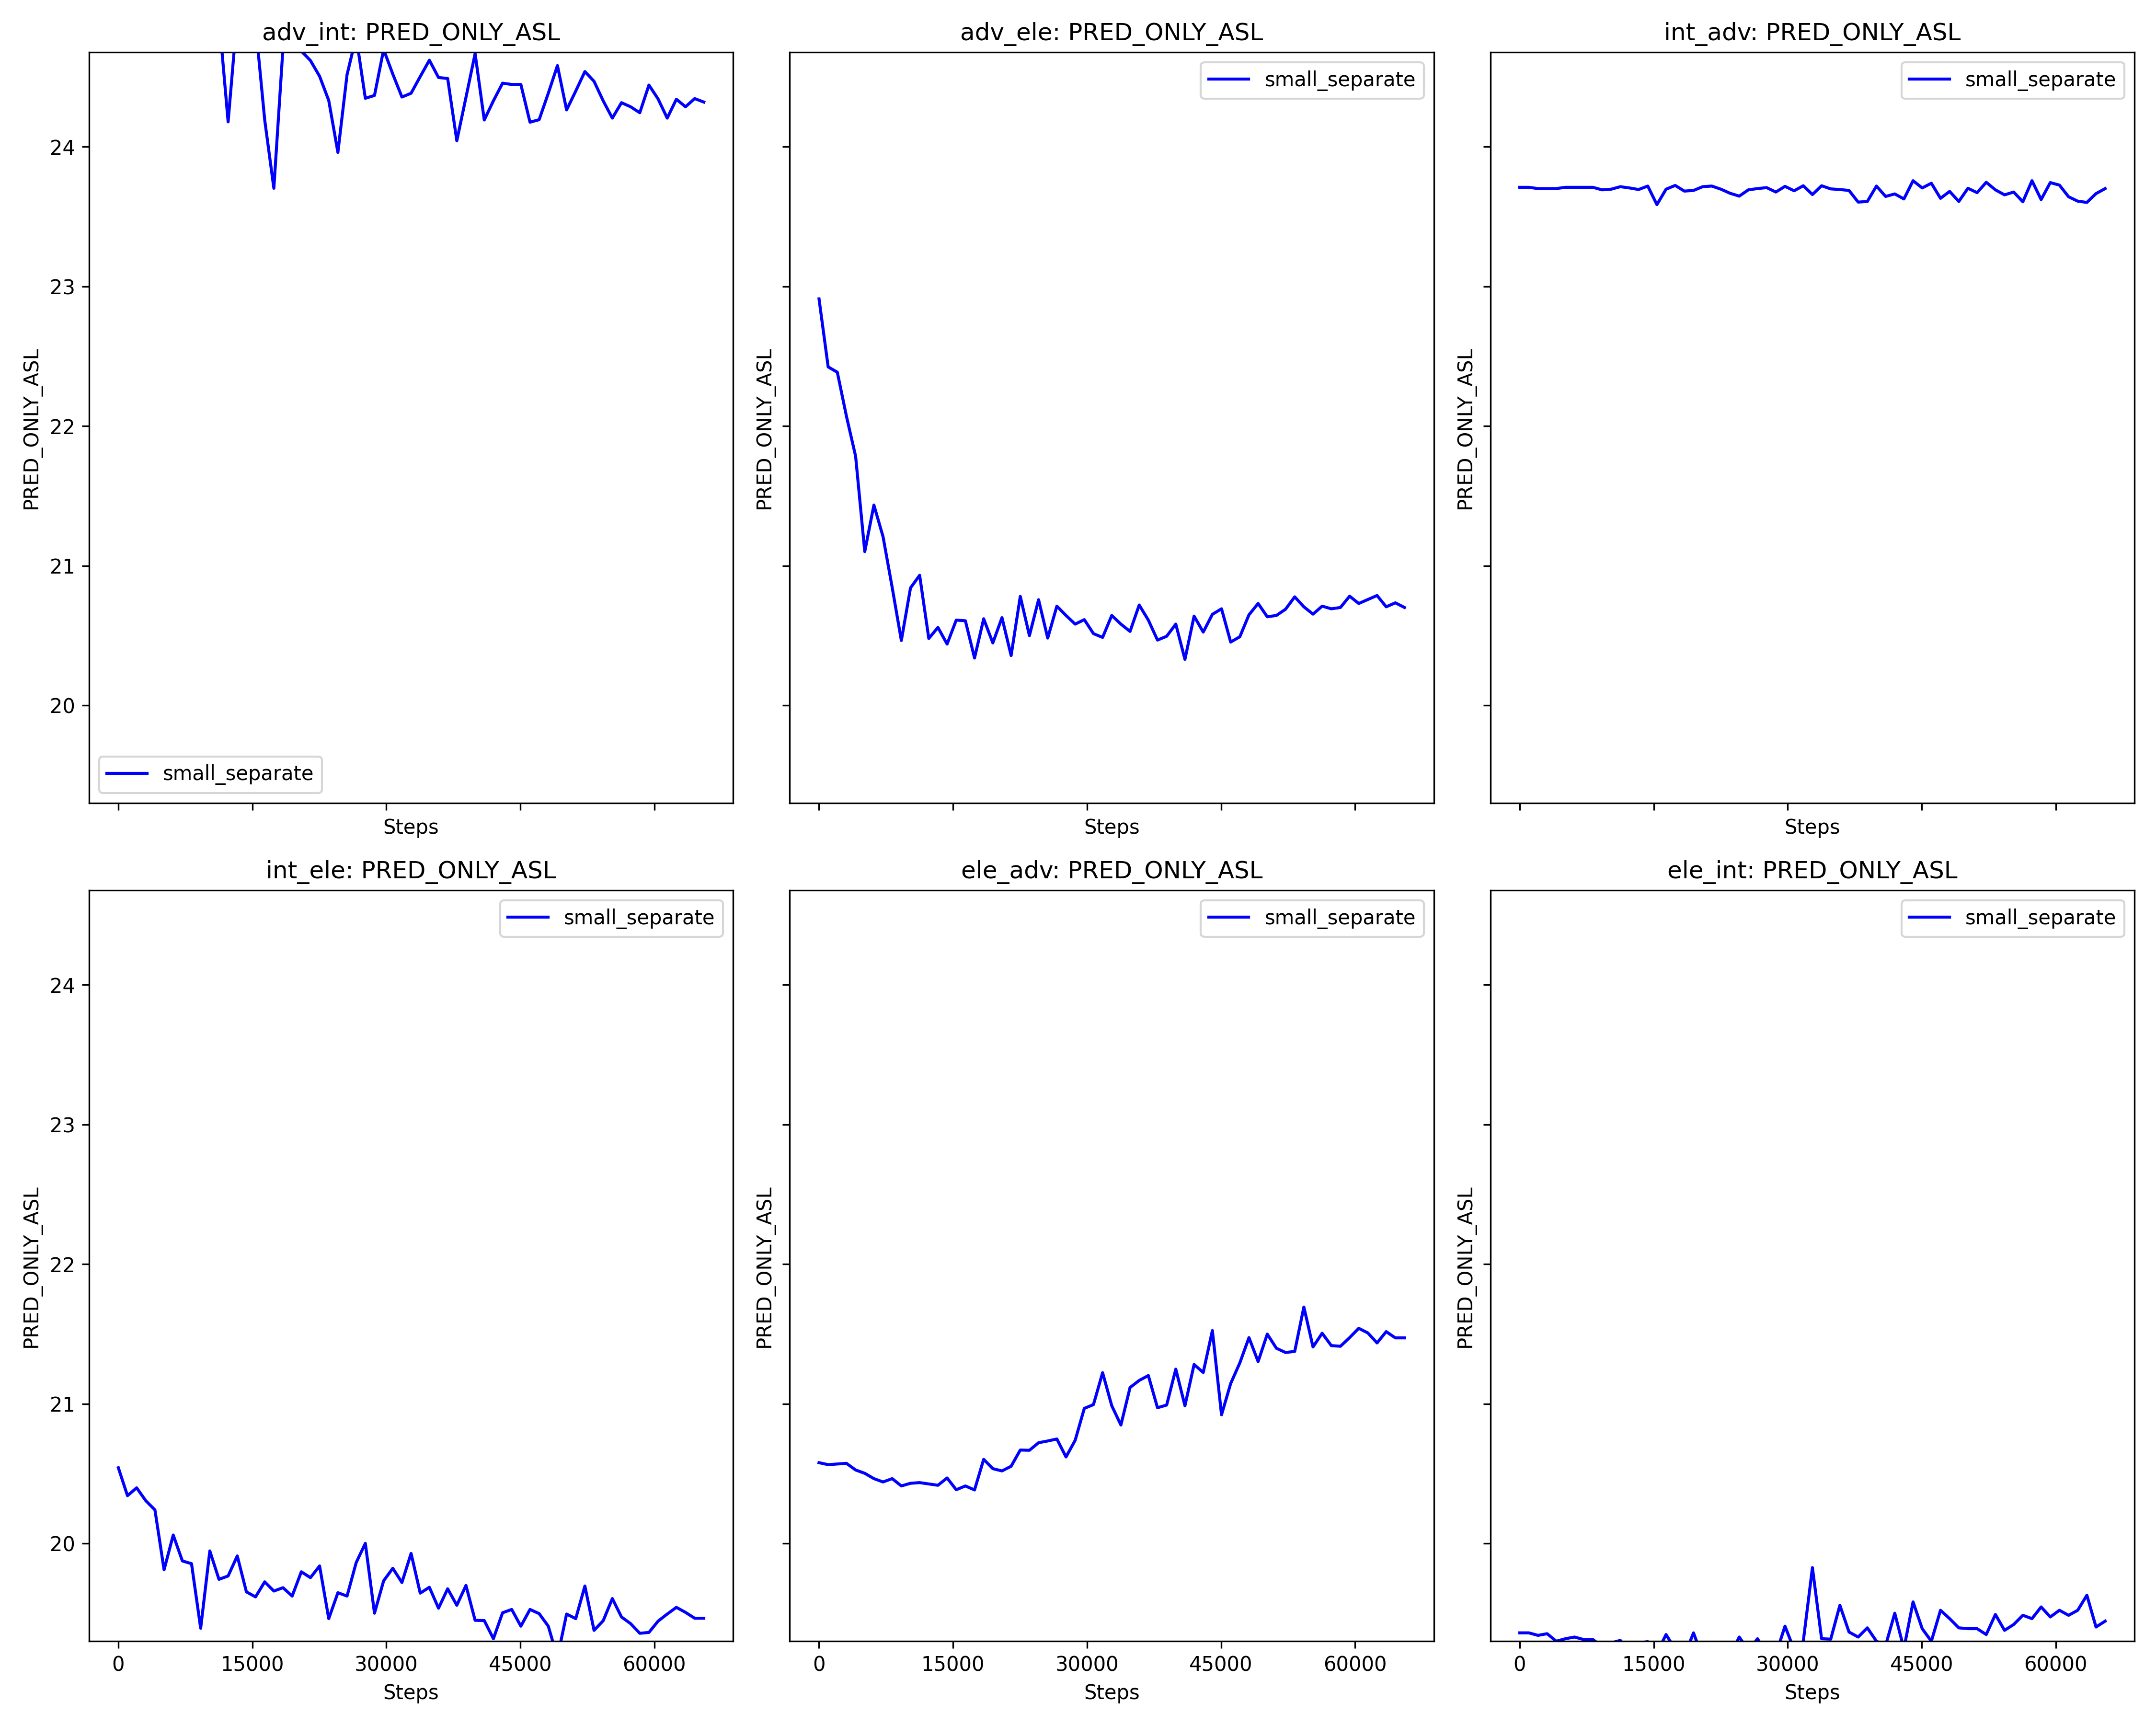 adv_int: PRED_ONLY_ASL
adv_ele: PRED_ONLY_ASL
int_adv: PRED_ONLY_ASL
PRED_ONLY_ASL
24
23
22
21
20
small_separate
Steps
PRED_ONLY_ASL
small_separate
Steps
PRED_ONLY_ASL
small_separate
Steps
int_ele: PRED_ONLY_ASL
ele_adv: PRED_ONLY_ASL
ele_int: PRED_ONLY_ASL
PRED_ONLY_ASL
24
23
22
21
20
small_separate
0 15000 30000 45000 60000
Steps
PRED_ONLY_ASL
small_separate
0 15000 30000 45000 60000
Steps
PRED_ONLY_ASL
small_separate
0 15000 30000 45000 60000
Steps